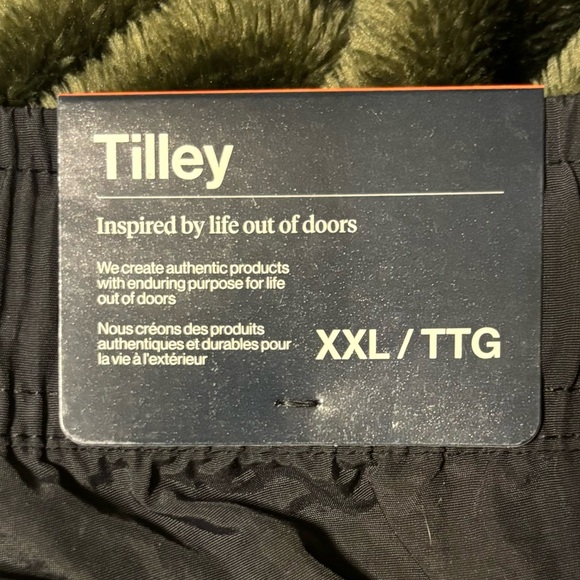 Tilley
Inspired by life out of doors
We create authentic products
with enduring purpose for life
out of doors
Nous créons des produits
authentiques et durables pour
la vie à l'extérieur
XXL / TTG